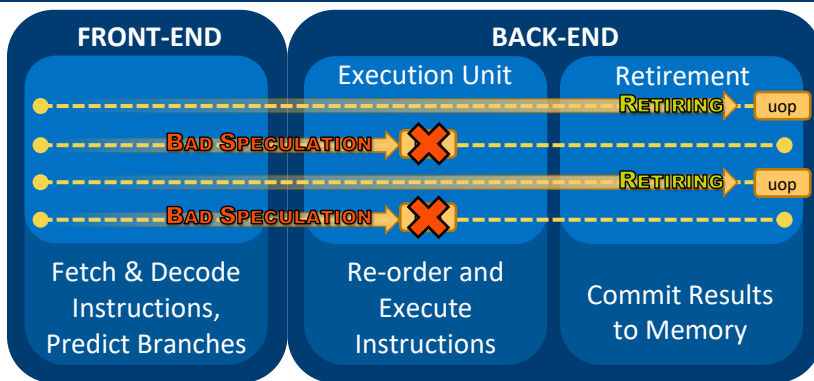 FRONT-END
BACK-END
Execution Unit
Retirement
RETIRING
uop
BAD SPECULATION
RETIRING
uop
BAD SPECULATION
Fetch & Decode
Instructions,
Predict Branches
Re-order and
Execute
Instructions
Commit Results
to Memory